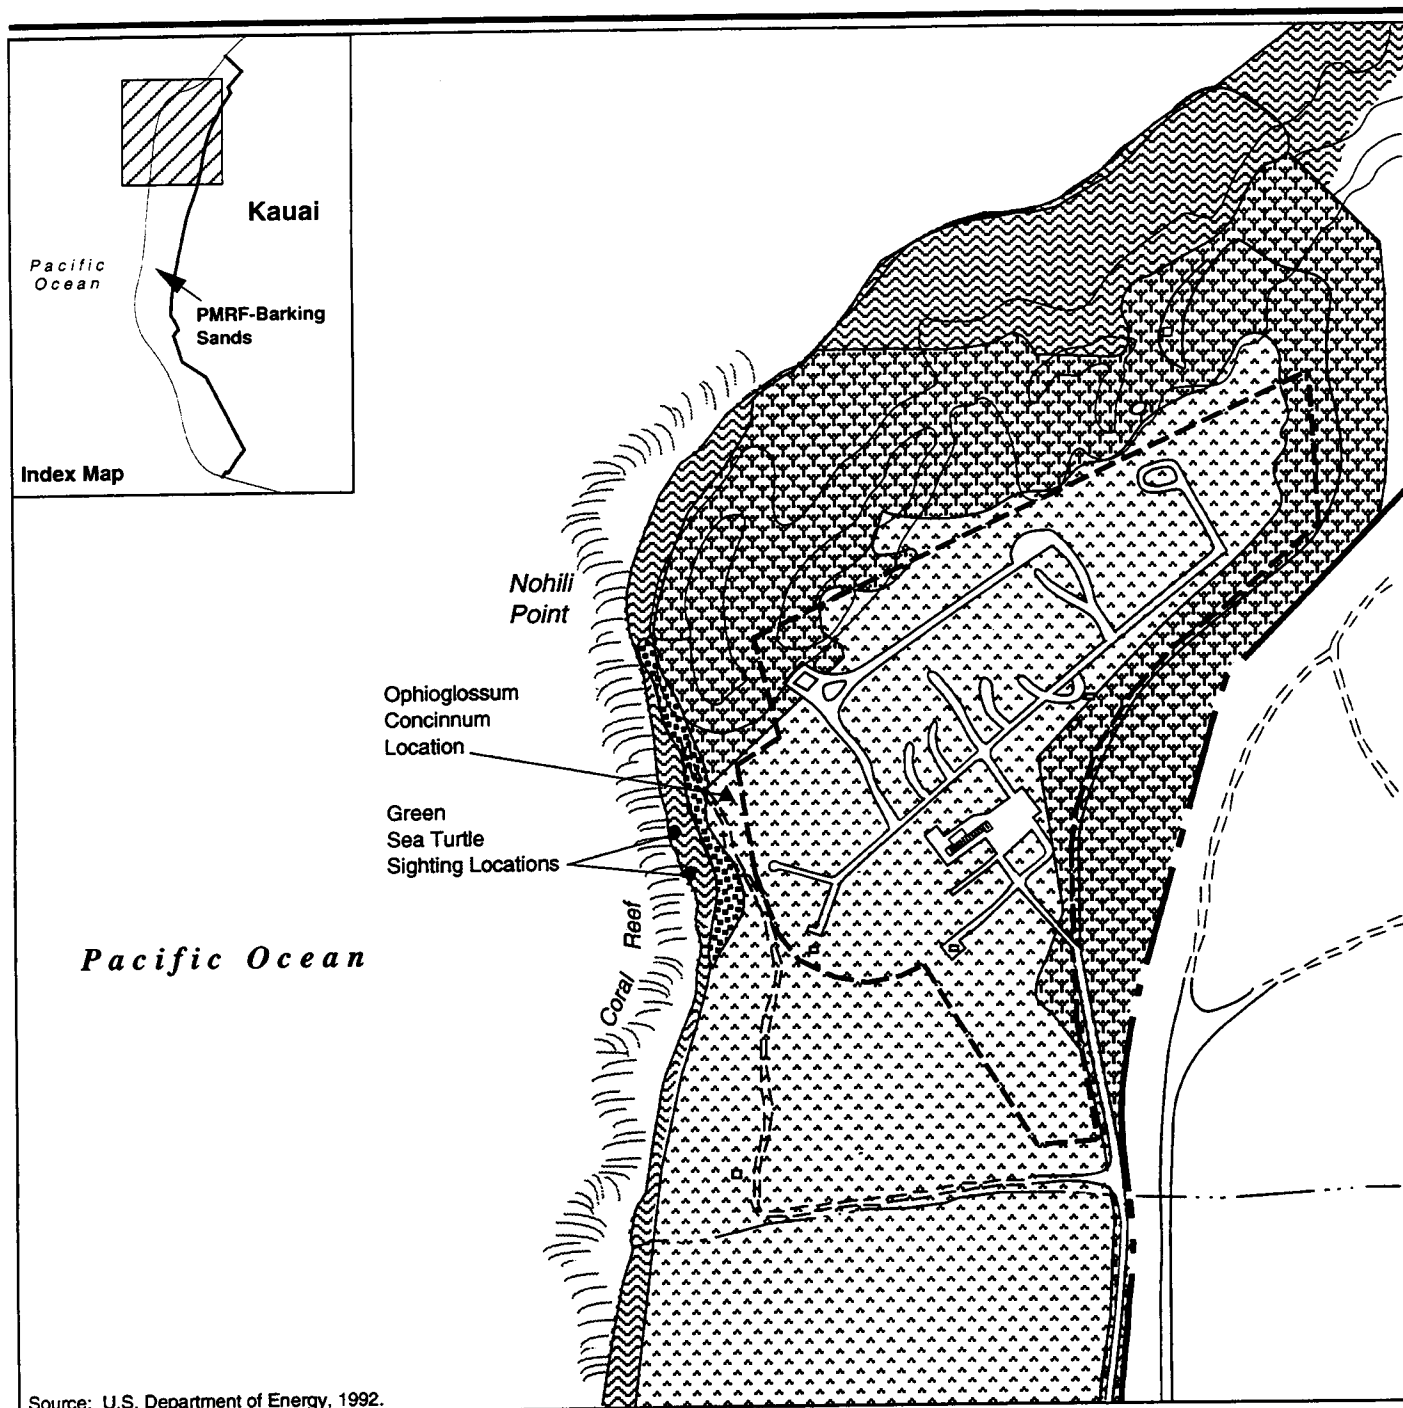 Kauai
Pacific
Ocean
PMRF-Barking
Sands
Index Map
Nohili
Point
Ophioglossum
Concinnum
Location
Green
Sea Turtle
Sighting Locations
Coral Reef
Pacific Ocean
Source: U.S. Department of Energy, 1992.